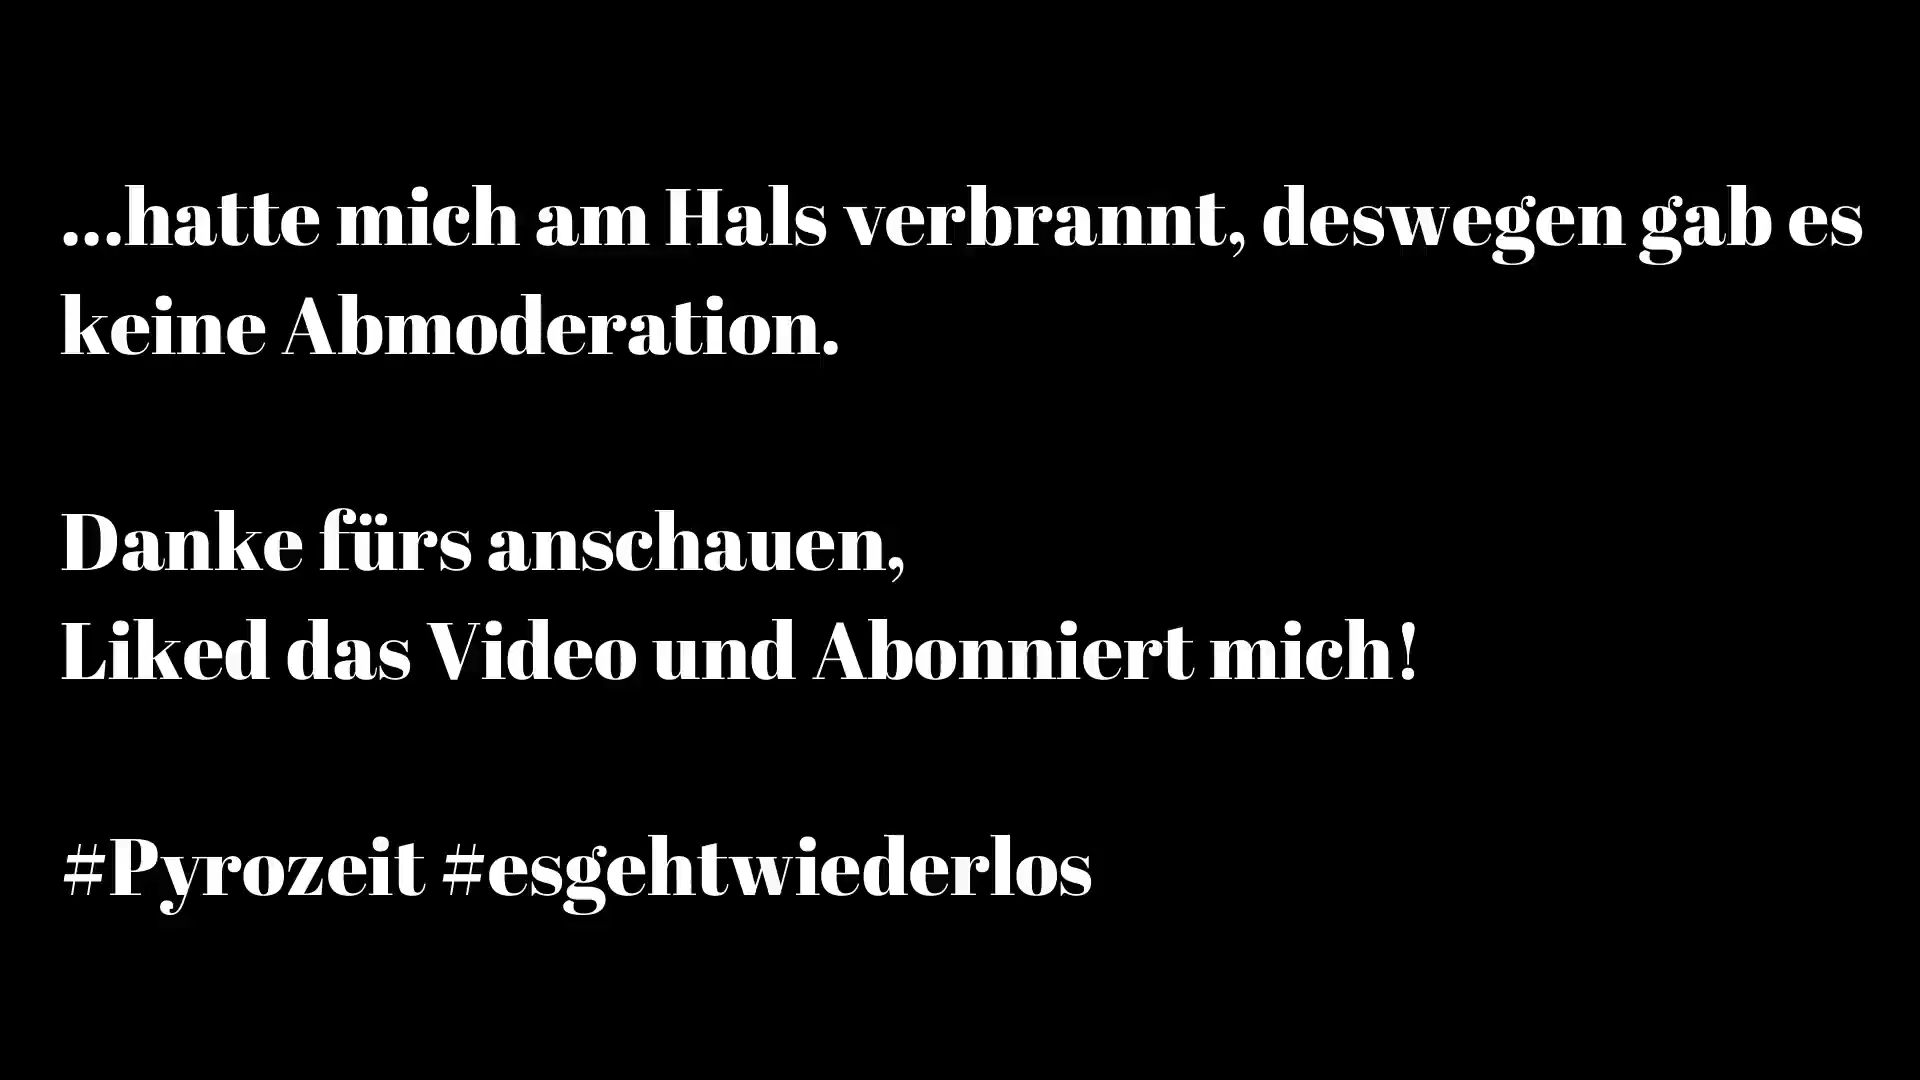 ...hatte mich am Hals verbrannt, deswegen gab es
keine Abmoderation.
Danke fürs anschauen,
Liked das Video und Abonniert mich!
#Pyrozeit #esgehtwiederlos